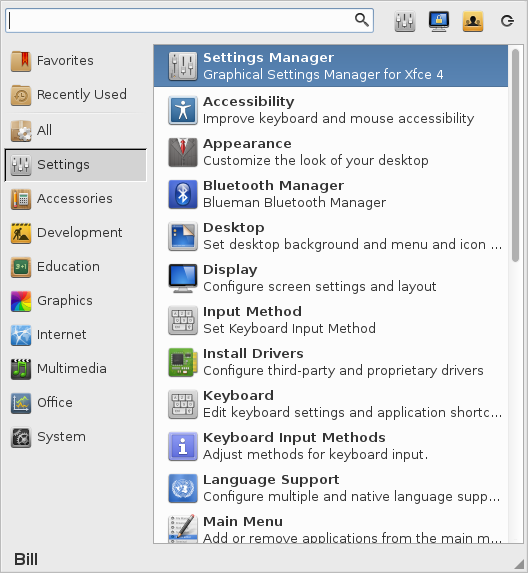 Favorites
Recently Used
All
Settings
Accessories
Development
Education
Graphics
Internet
Multimedia
Office
System
Settings Manager
Graphical Settings Manager for Xfce 4
Accessibility
Improve keyboard and mouse accessibility
Appearance
Customize the look of your desktop
Bluetooth Manager
Blueman Bluetooth Manager
Desktop
Set desktop background and menu and icon ...
Display
Configure screen settings and layout
Input Method
Set Keyboard Input Method
Install Drivers
Configure third-party and proprietary drivers
Keyboard
Edit keyboard settings and application shortc...
Keyboard Input Methods
Adjust methods for keyboard input.
Language Support
Configure multiple and native language supp...
Main Menu
Add or remove applications from the main m...
Bill